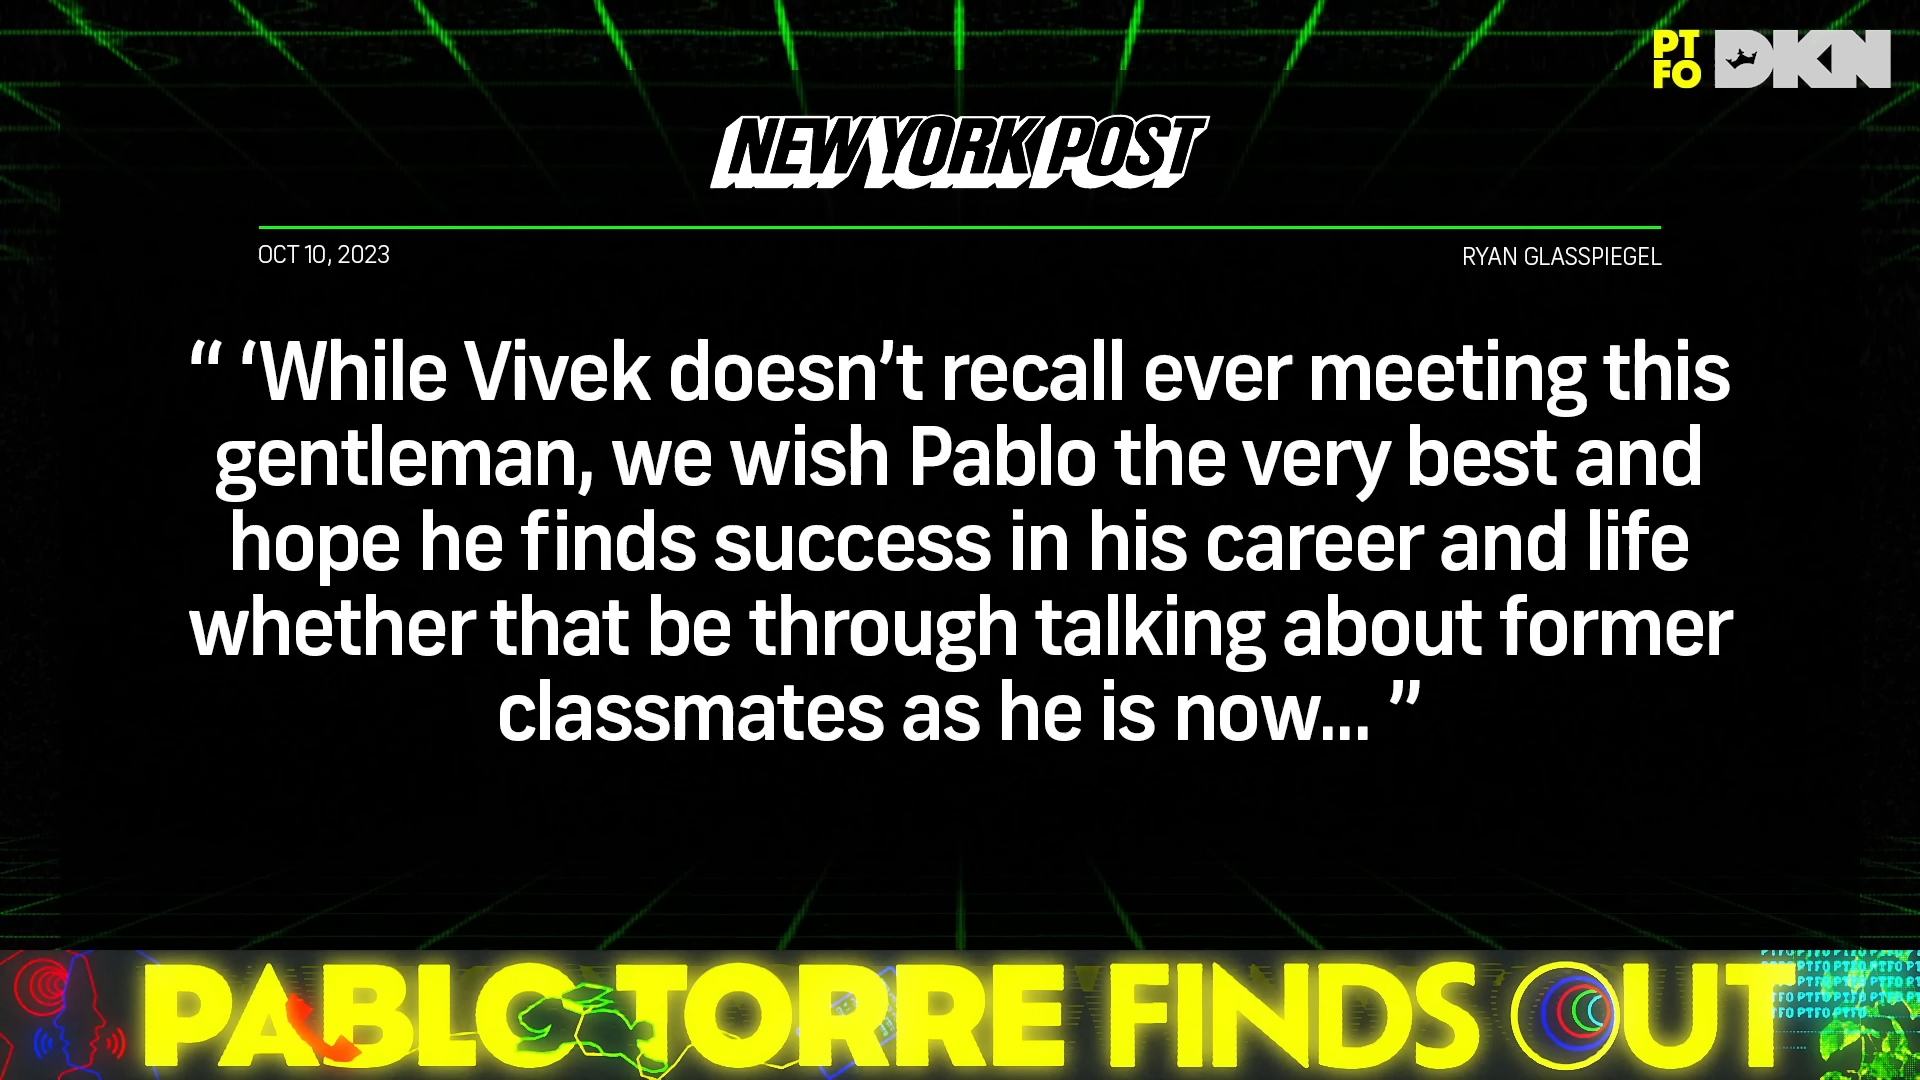 PT
FO DKN
NEW YORK POST
OCT 10, 2023
RYAN GLASSPIEGEL
“ ‘While Vivek doesn’t recall ever meeting this
gentleman, we wish Pablo the very best and
hope he finds success in his career and life
whether that be through talking about former
classmates as he is now... ”
PABLO TORRE FINDS OUT